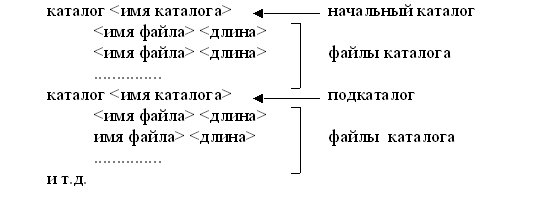 каталог <имя каталога> начальный каталог
<имя файла> <длина>
<имя файла> <длина> файлы каталога
...............
каталог <имя каталога> подкаталог
<имя файла> <длина>
имя файла> <длина> файлы каталога
...............
и т.д.